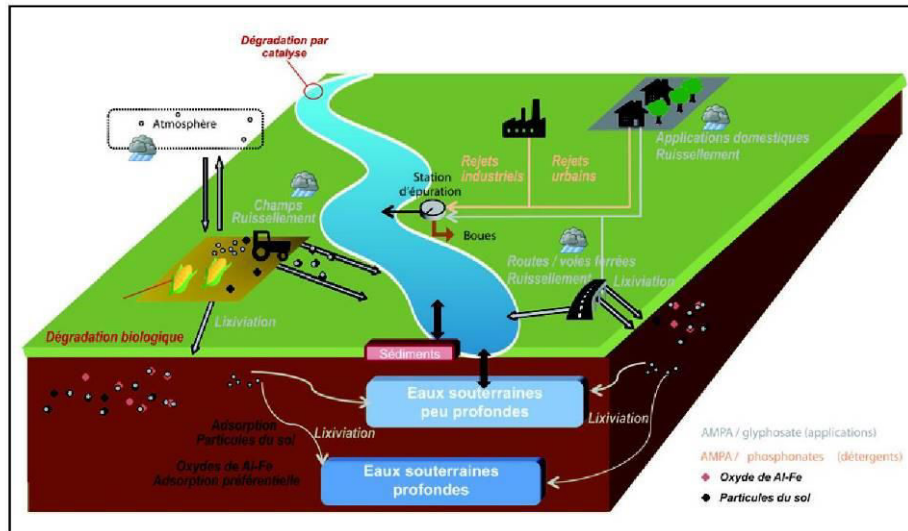 Dégradation par
catalyse
Atmosphère
Applications domestiques
Ruissellement
Rejets
industriels
Rejets
urbains
Station
d'épuration
Champs
Ruissellement
Boues
Routes / voies ferrées
Ruissellement
Lixiviation
Lixiviation
Dégradation biologique
Sédiments
Eaux souterraines
peu profondes
Adsorption
Particules du sol
Lixiviation
Lixiviation
Oxydes de Al-Fe
Adsorption préférentielle
Eaux souterraines
profondes
AMPA / glyphosate (applications)
AMPA / phosphonates (détergents)
Oxyde de Al-Fe
Particules du sol